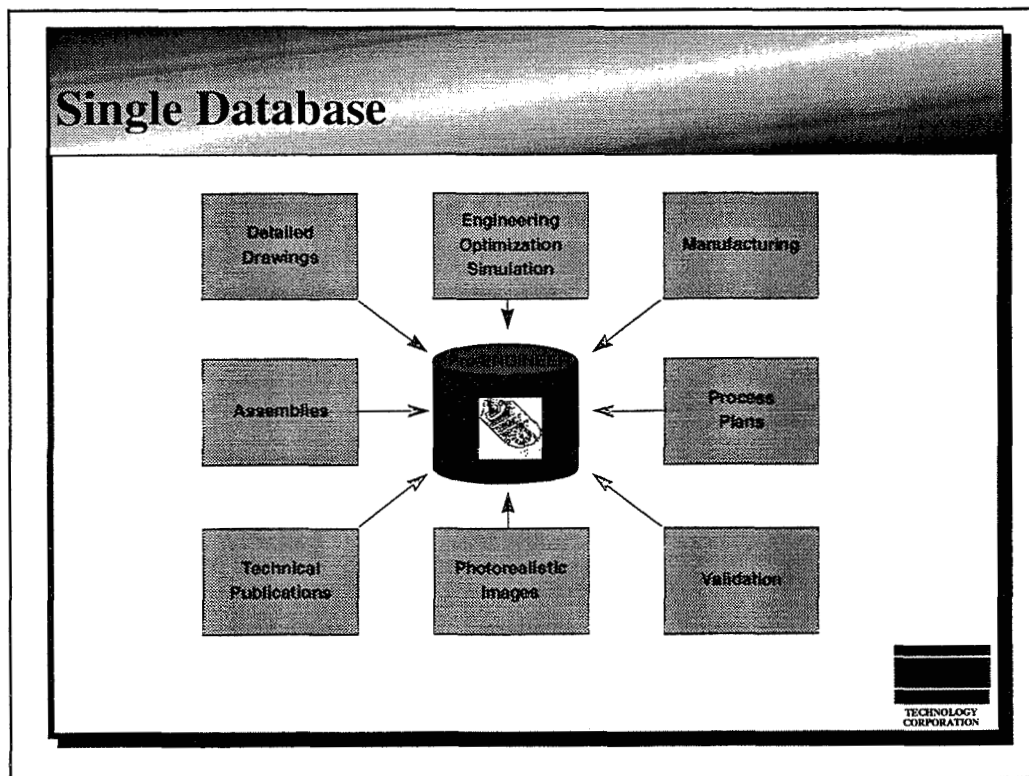 Single Database
Detailed
Drawings
Engineering
Optimization
Simulation
Manufacturing
Assemblies
Process
Plans
Technical
Publications
Photorealistic
Images
Validation
TECHNOLOGY
CORPORATION